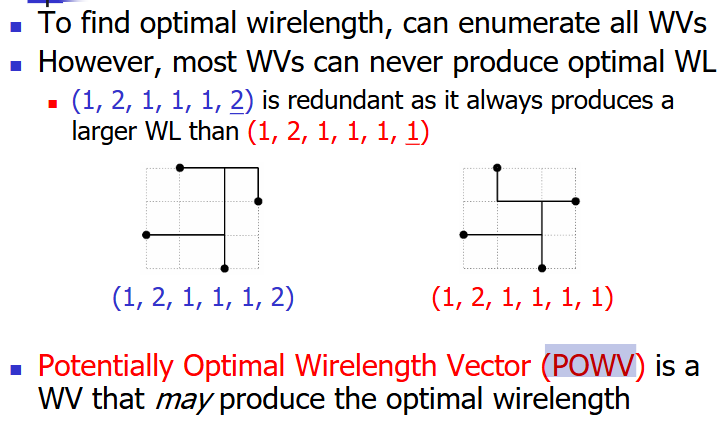 To find optimal wirelength, can enumerate all WVs
However, most WVs can never produce optimal WL
(1, 2, 1, 1, 1, 2) is redundant as it always produces a
larger WL than (1, 2, 1, 1, 1, 1)
(1, 2, 1, 1, 1, 2) (1, 2, 1, 1, 1, 1)
Potentially Optimal Wirelength Vector (POWV) is a
WV that may produce the optimal wirelength